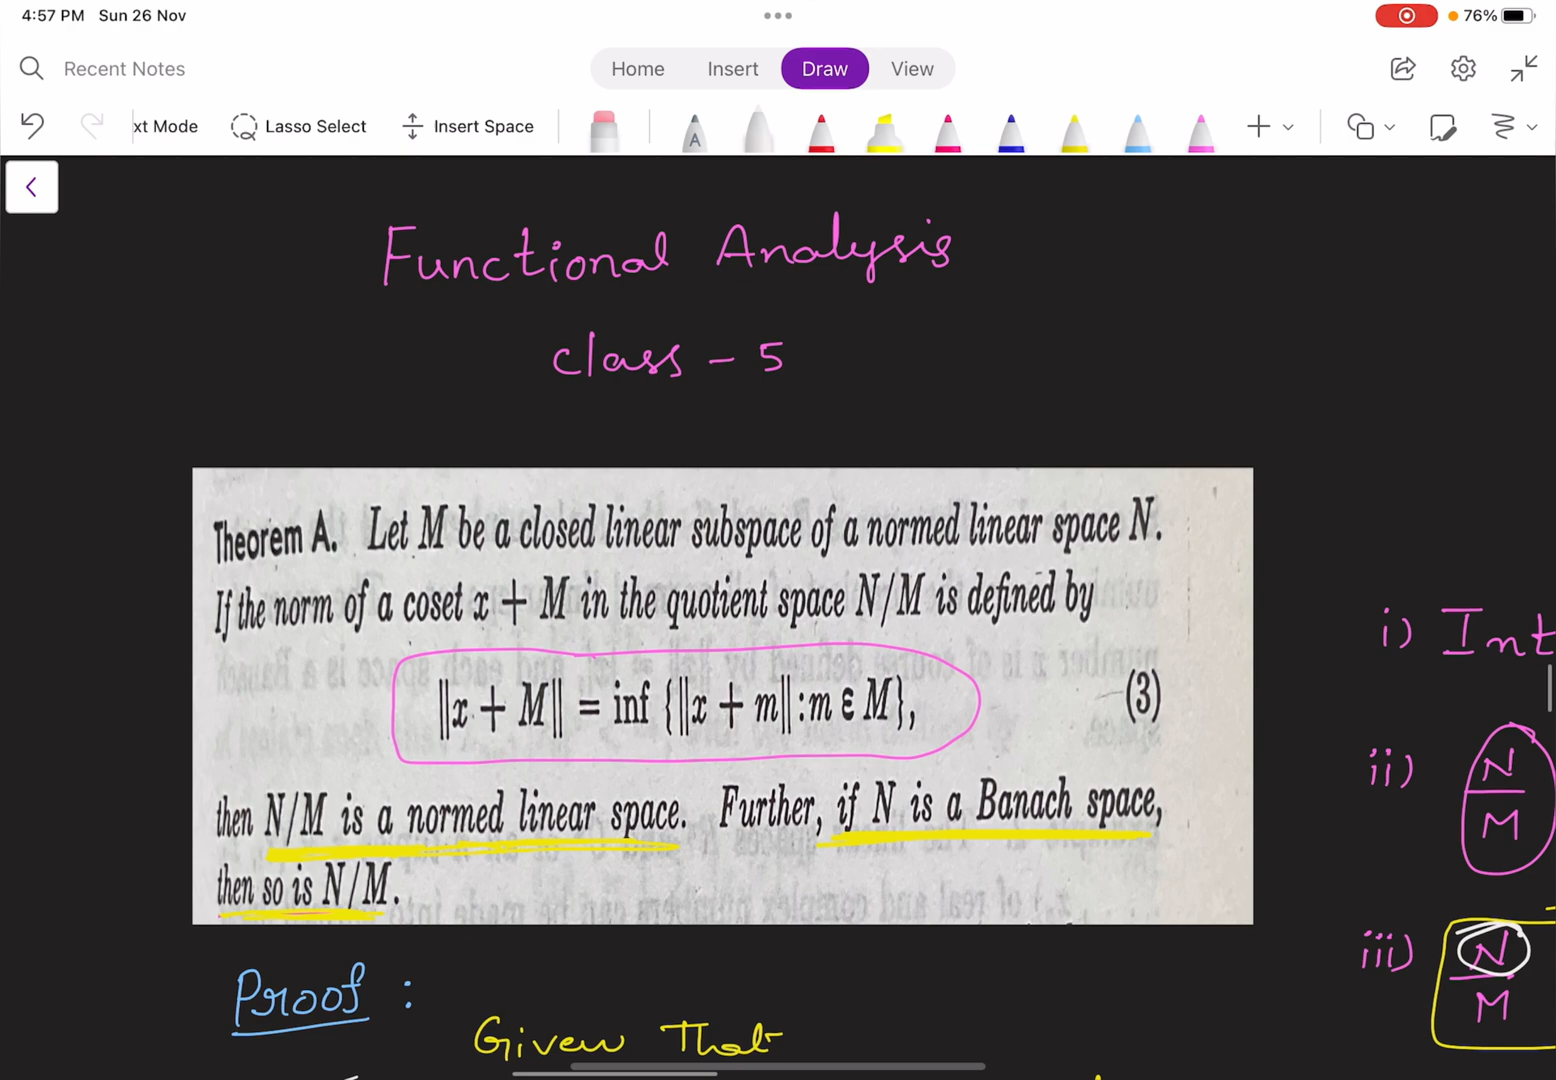 4:57 PM Sun 26 Nov
76%
Recent Notes
Home Insert Draw View
xt Mode Lasso Select Insert Space
A
Functional Analysis
class - 5
Theorem A. Let M be a closed linear subspace of a normed linear space N.
If the norm of a coset x + M in the quotient space N/M is defined by
||x + M|| = inf {||x + m|| : m ε M}, (3)
then N/M is a normed linear space. Further, if N is a Banach space,
then so is N/M.
i) Int
ii) N
M
iii) N
M
Proof :
Given That